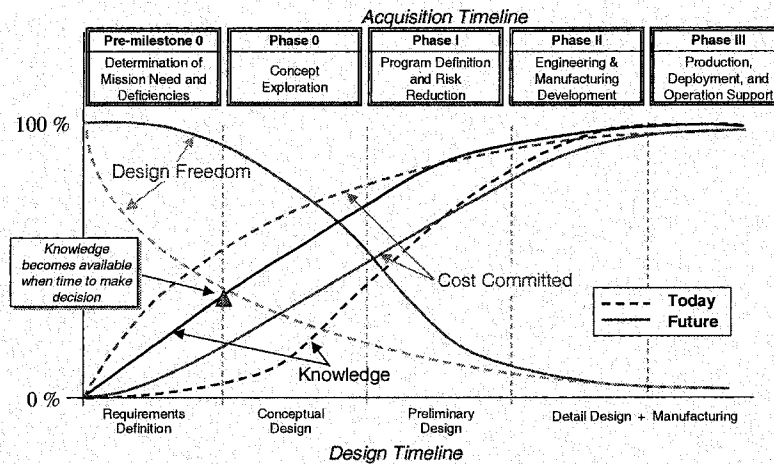 Acquisition Timeline
Pre-milestone 0
Phase 0
Phase I
Phase II
Phase III
Determination of
Mission Need and
Deficiencies
Concept
Exploration
Program Definition
and Risk
Reduction
Engineering &
Manufacturing
Development
Production,
Deployment, and
Operation Support
100 %
Design Freedom
Knowledge
becomes available
when time to make
decision
Cost Committed
Today
Future
Knowledge
0 %
Requirements
Definition
Conceptual
Design
Preliminary
Design
Detail Design + Manufacturing
Design Timeline